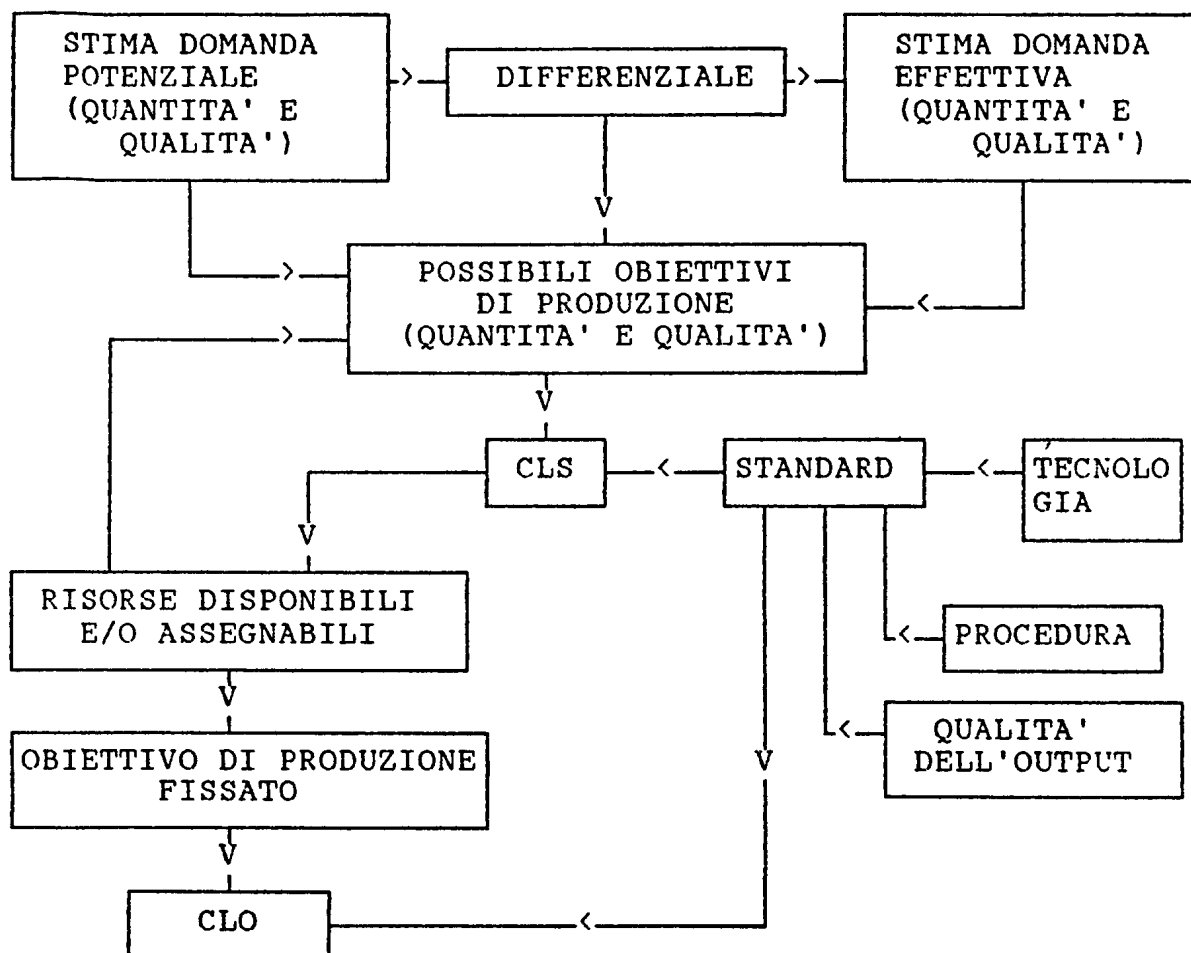 STIMA DOMANDA
POTENZIALE
(QUANTITA' E
QUALITA')
DIFFERENZIALE
STIMA DOMANDA
EFFETTIVA
(QUANTITA' E
QUALITA')
POSSIBILI OBIETTIVI
DI PRODUZIONE
(QUANTITA' E QUALITA')
CLS
STANDARD
TECNOLO
GIA
RISORSE DISPONIBILI
E/O ASSEGNABILI
PROCEDURA
QUALITA'
DELL'OUTPUT
OBIETTIVO DI PRODUZIONE
FISSATO
CLO